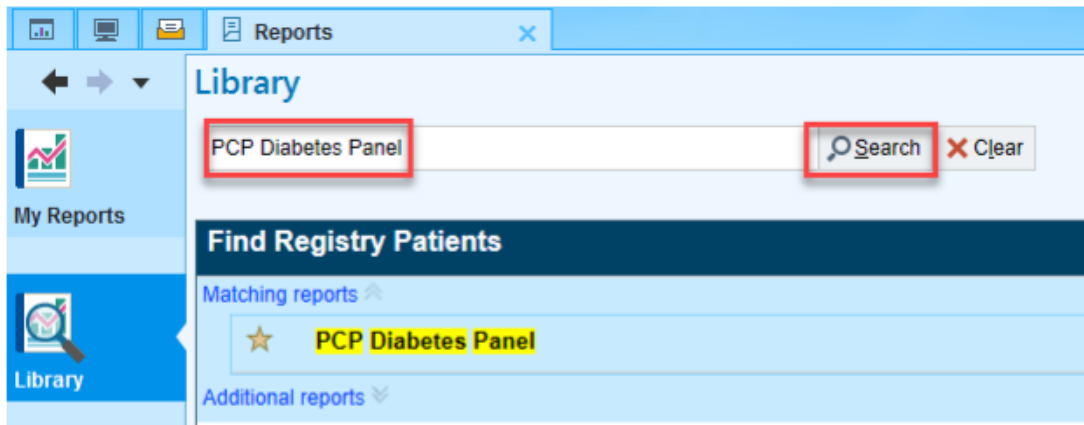 Reports
Library
PCP Diabetes Panel
Search
Clear
My Reports
Find Registry Patients
Matching reports
PCP Diabetes Panel
Library
Additional reports